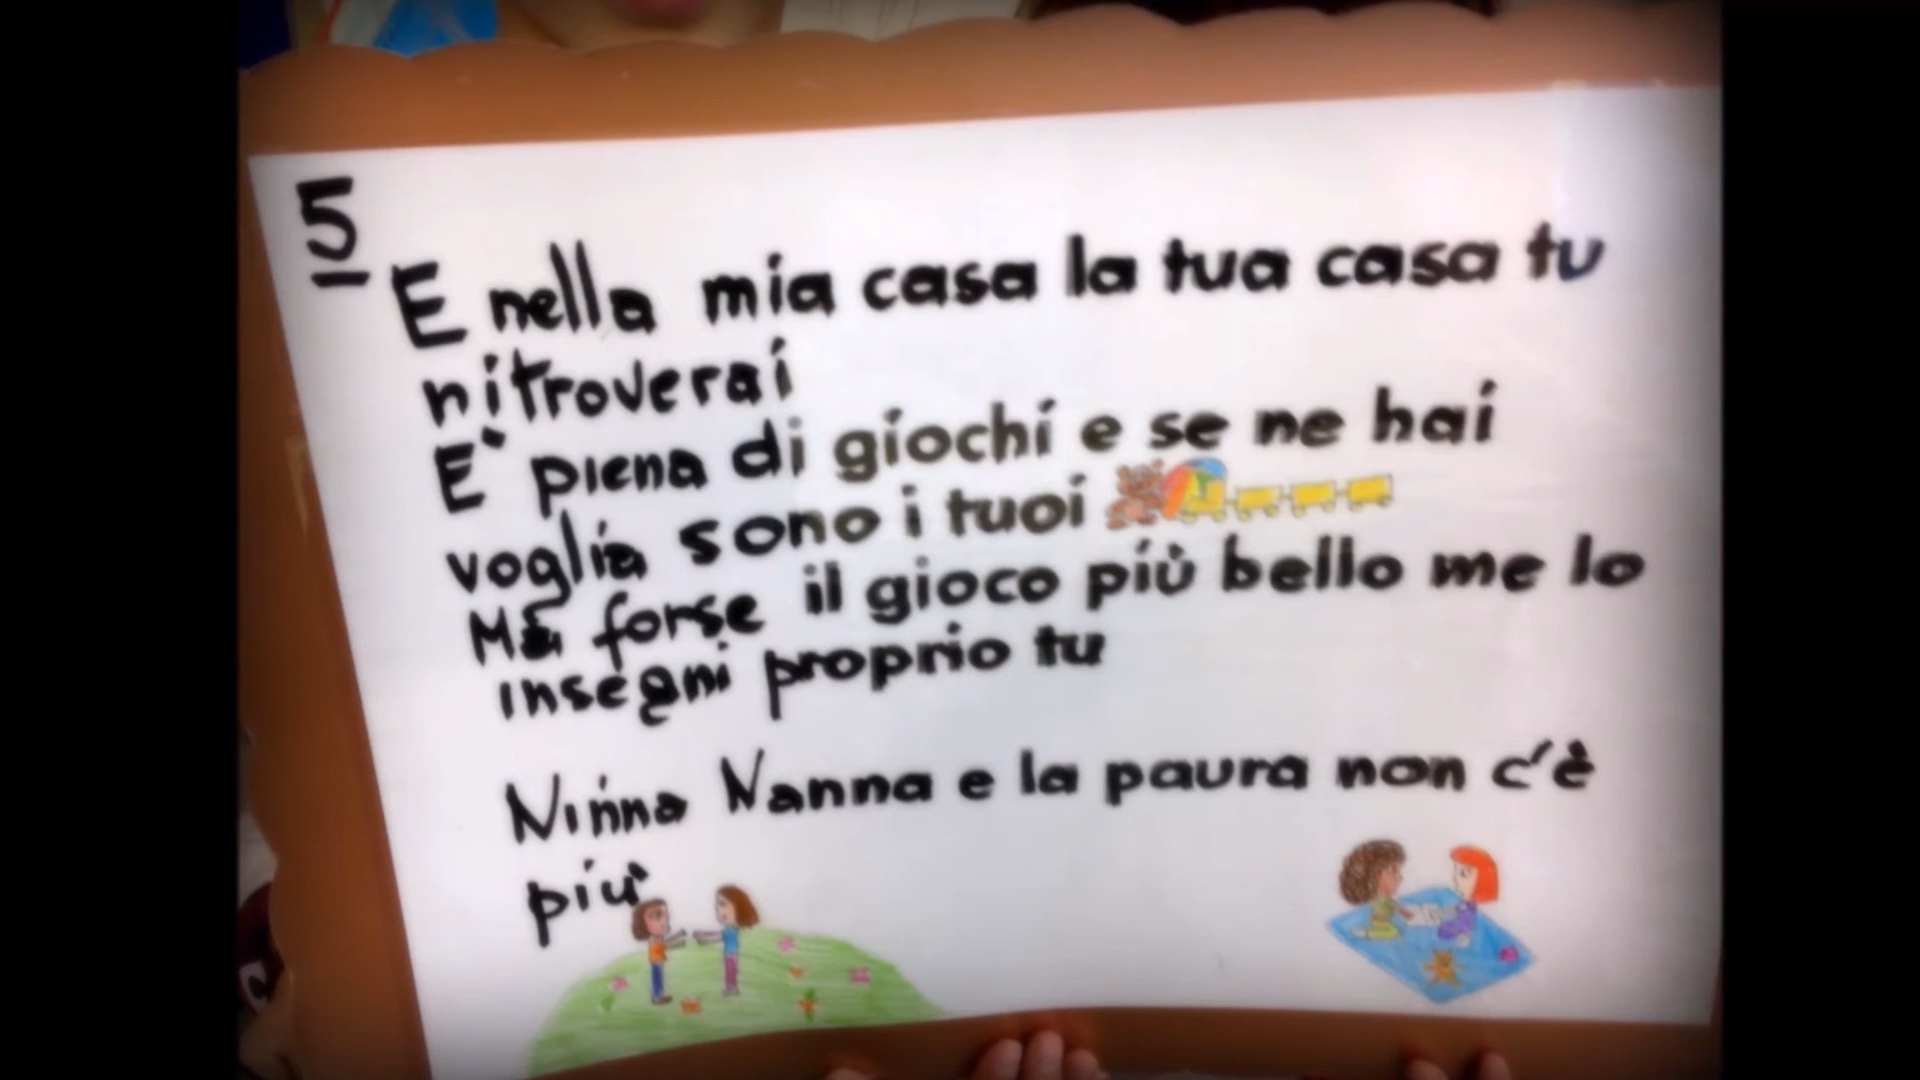 5
E nella mia casa la tua casa tu
ritroverai
E' piena di giochi e se ne hai
voglia sono i tuoi
Ma forse il gioco più bello me lo
insegni proprio tu
Ninna Nanna e la paura non c'è
più